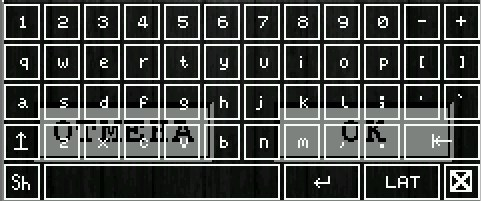 1 2 3 4 5 6 7 8 9 0 - +
q w e r t y u i o p [ ]
a s d f g h j k l ; ' `
ОТМЕНА OK
z x c v b n m , .
Sh LAT